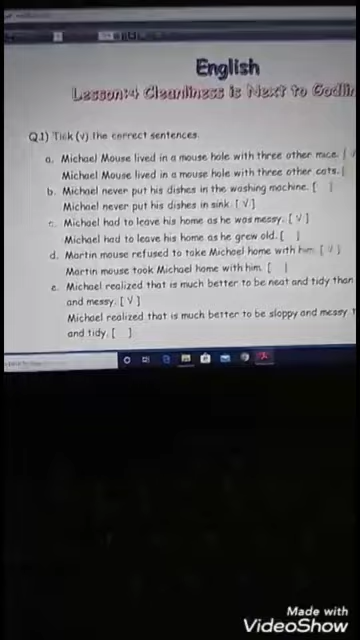 English
Lesson:4 Cleanliness is Next to
Q.1) Tick (√) the correct sentences.
a. Michael Mouse lived in a mouse hole with three other mice. [
Michael Mouse lived in a mouse hole with three other cats. [
b. Michael never put his dishes in the washing machine. [ ]
Michael never put his dishes in sink. [ √ ]
c. Michael had to leave his home as he was messy. [ √ ]
Michael had to leave his home as he grew old. [ ]
d. Martin mouse refused to take Michael home with him. [ √ ]
Martin mouse took Michael home with him. [ ]
e. Michael realized that is much better to be neat and tidy than
and messy. [ √ ]
Michael realized that is much better to be sloppy and messy
and tidy. [ ]
Made with
VideoShow